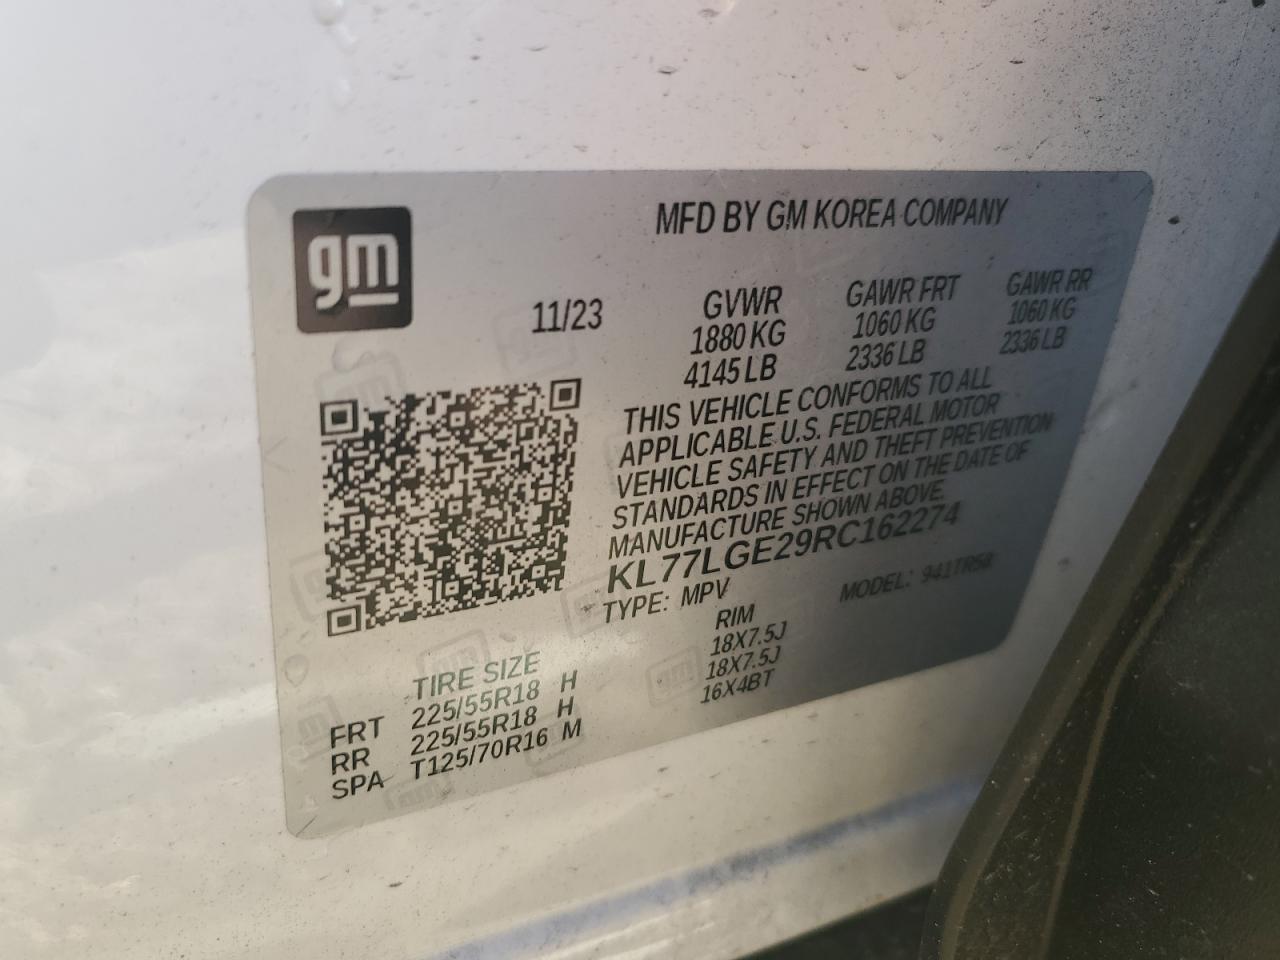 gm
MFD BY GM KOREA COMPANY
11/23 GVWR GAWR FRT GAWR RR
1880 KG 1060 KG 1060 KG
4145 LB 2336 LB 2336 LB
THIS VEHICLE CONFORMS TO ALL
APPLICABLE U.S. FEDERAL MOTOR
VEHICLE SAFETY AND THEFT PREVENTION
STANDARDS IN EFFECT ON THE DATE OF
MANUFACTURE SHOWN ABOVE.
KL77LGE29RC162274
TYPE: MPV MODEL: 941TR58
TIRE SIZE RIM
FRT 225/55R18 H 18X7.5J
RR 225/55R18 H 18X7.5J
SPA T125/70R16 M 16X4BT